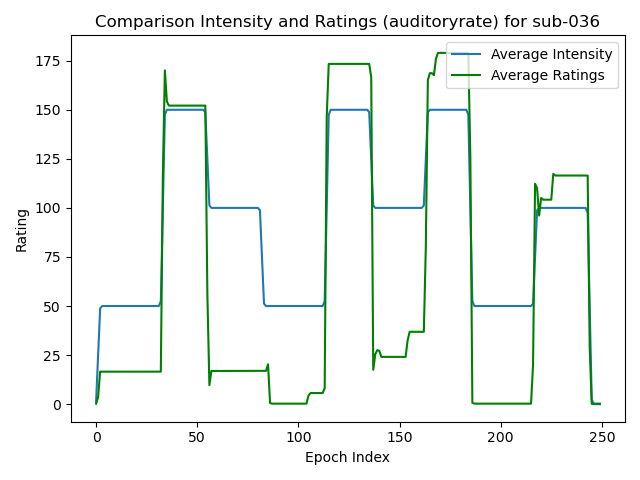 Comparison Intensity and Ratings (auditoryrate) for sub-036
Average Intensity
Average Ratings
Rating
175
150
125
100
75
50
25
0
0 50 100 150 200 250
Epoch Index